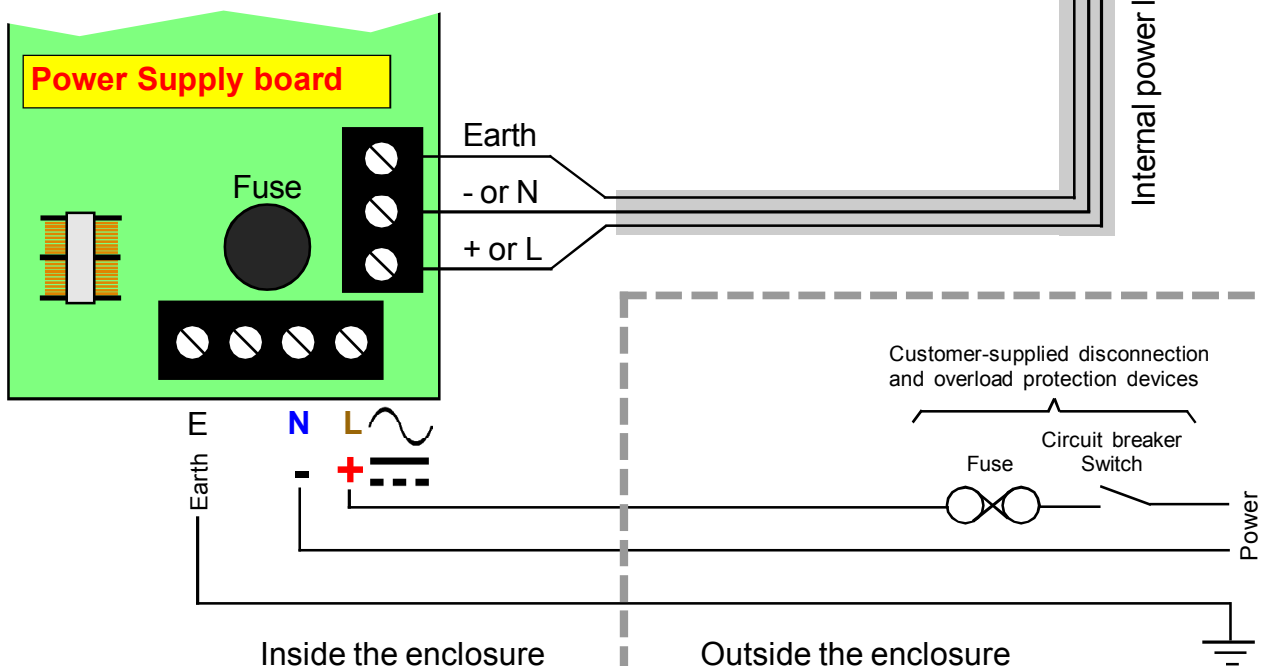 Power Supply board
Internal power
Earth
- or N
+ or L
Fuse
Customer-supplied disconnection
and overload protection devices
Circuit breaker
Switch
Fuse
E
N
L
Earth
-
+
Power
Inside the enclosure
Outside the enclosure